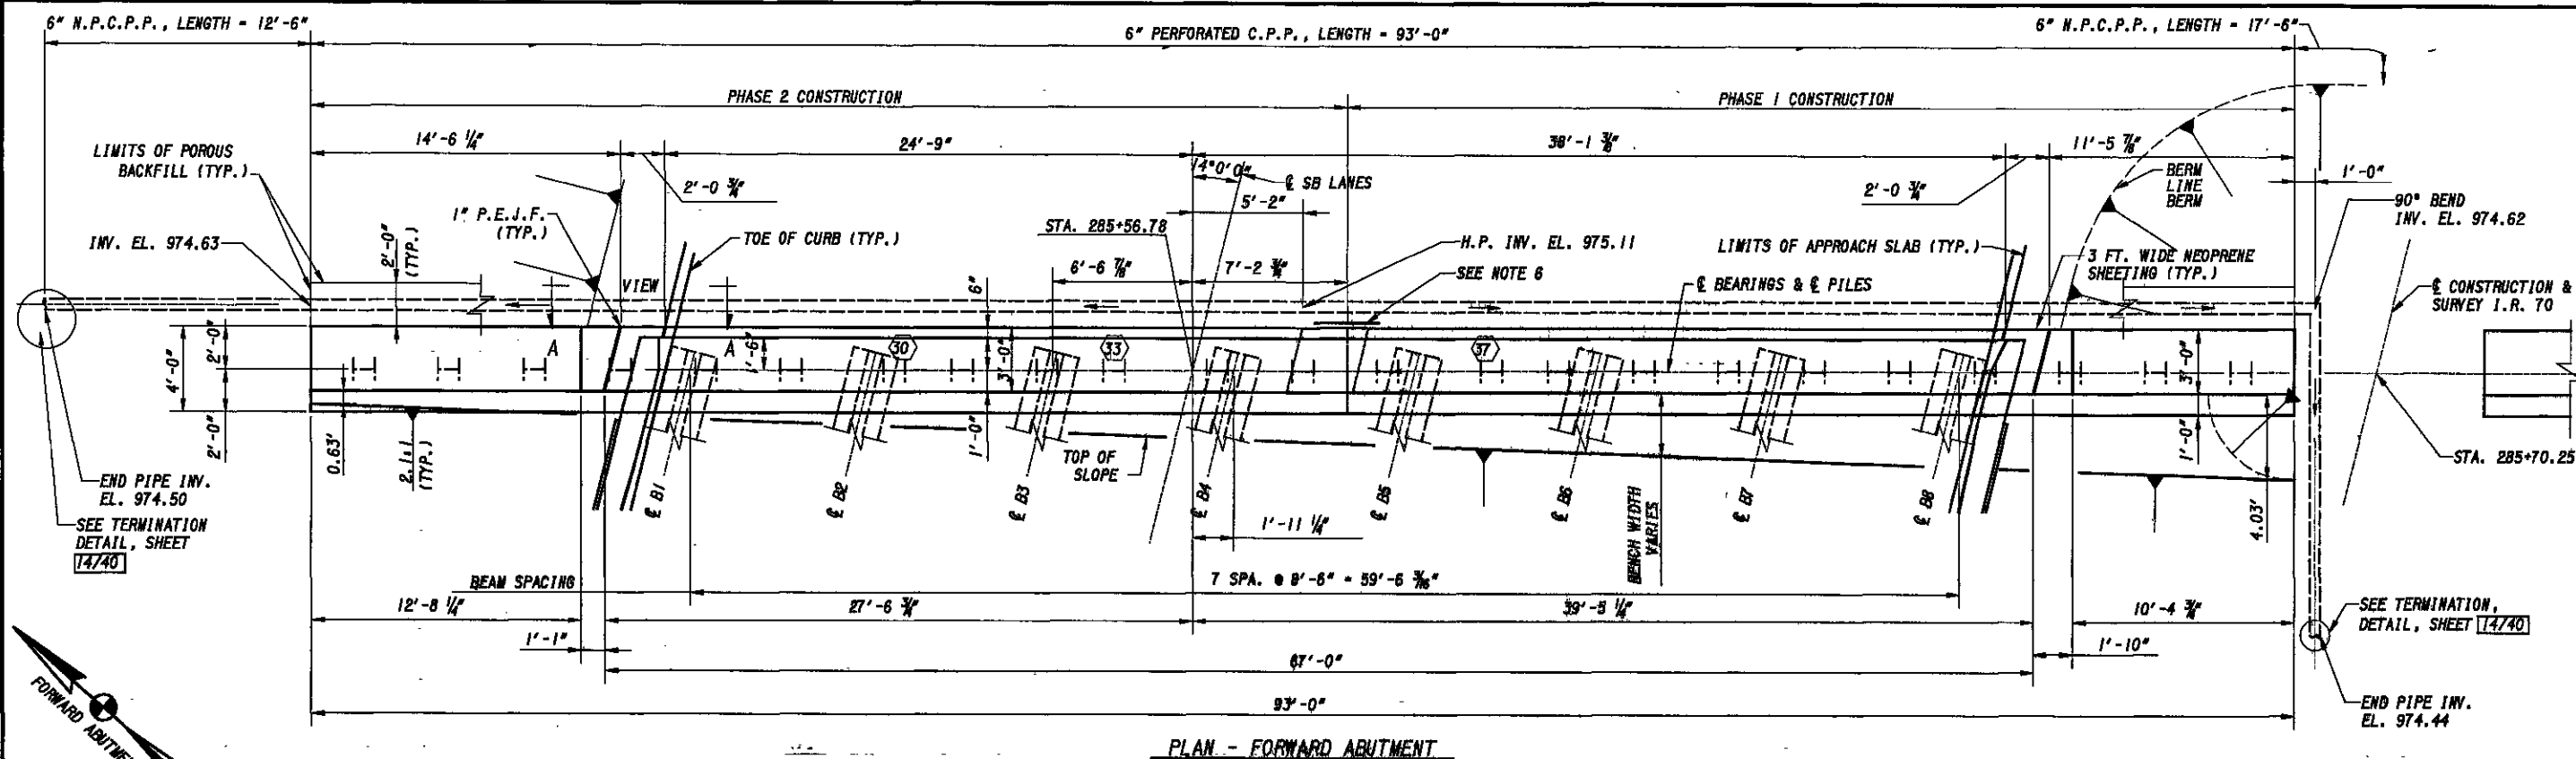 6" N.P.C.P.P., LENGTH = 12'-6"
6" PERFORATED C.P.P., LENGTH = 93'-0"
6" N.P.C.P.P., LENGTH = 17'-6"
PHASE 2 CONSTRUCTION
PHASE 1 CONSTRUCTION
14'-6 1/4"
24'-9"
38'-1 3/8"
11'-5 7/8"
LIMITS OF POROUS
BACKFILL (TYP.)
2'-0 3/4"
14°0'0"
℄ SB LANES
5'-2"
2'-0 3/4"
BERM
LINE
BERM
1'-0"
90° BEND
INV. EL. 974.62
1" P.E.J.F.
(TYP.)
INV. EL. 974.63
2'-0"
(TYP.)
TOE OF CURB (TYP.)
STA. 285+56.78
H.P. INV. EL. 975.11
LIMITS OF APPROACH SLAB (TYP.)
3 FT. WIDE NEOPRENE
SHEETING (TYP.)
VIEW
6'-6 7/8"
7'-2 3/4"
SEE NOTE 6
℄ BEARINGS & ℄ PILES
℄ CONSTRUCTION &
SURVEY I.R. 70
6"
A
A
30
33
37
4'-0"
2'-0"
2'-0"
1'-6"
3'-0"
1'-0"
3'-0"
1'-0"
0.63'
2:1
(TYP.)
TOP OF
SLOPE
STA. 285+70.25
END PIPE INV.
EL. 974.50
SEE TERMINATION
DETAIL, SHEET
14/40
℄ B1
℄ B2
℄ B3
℄ B4
℄ B5
℄ B6
℄ B7
℄ B8
1'-11 1/4"
BENCH WIDTH
VARIES
4.03'
BEAM SPACING
7 SPA. @ 8'-6" = 59'-6 3/16"
12'-8 1/4"
27'-6 3/4"
39'-5 1/4"
10'-4 3/4"
SEE TERMINATION,
DETAIL, SHEET 14/40
1'-1"
1'-10"
67'-0"
93'-0"
END PIPE INV.
EL. 974.44
FORWARD ABUTME
PLAN - FORWARD ABUTMENT